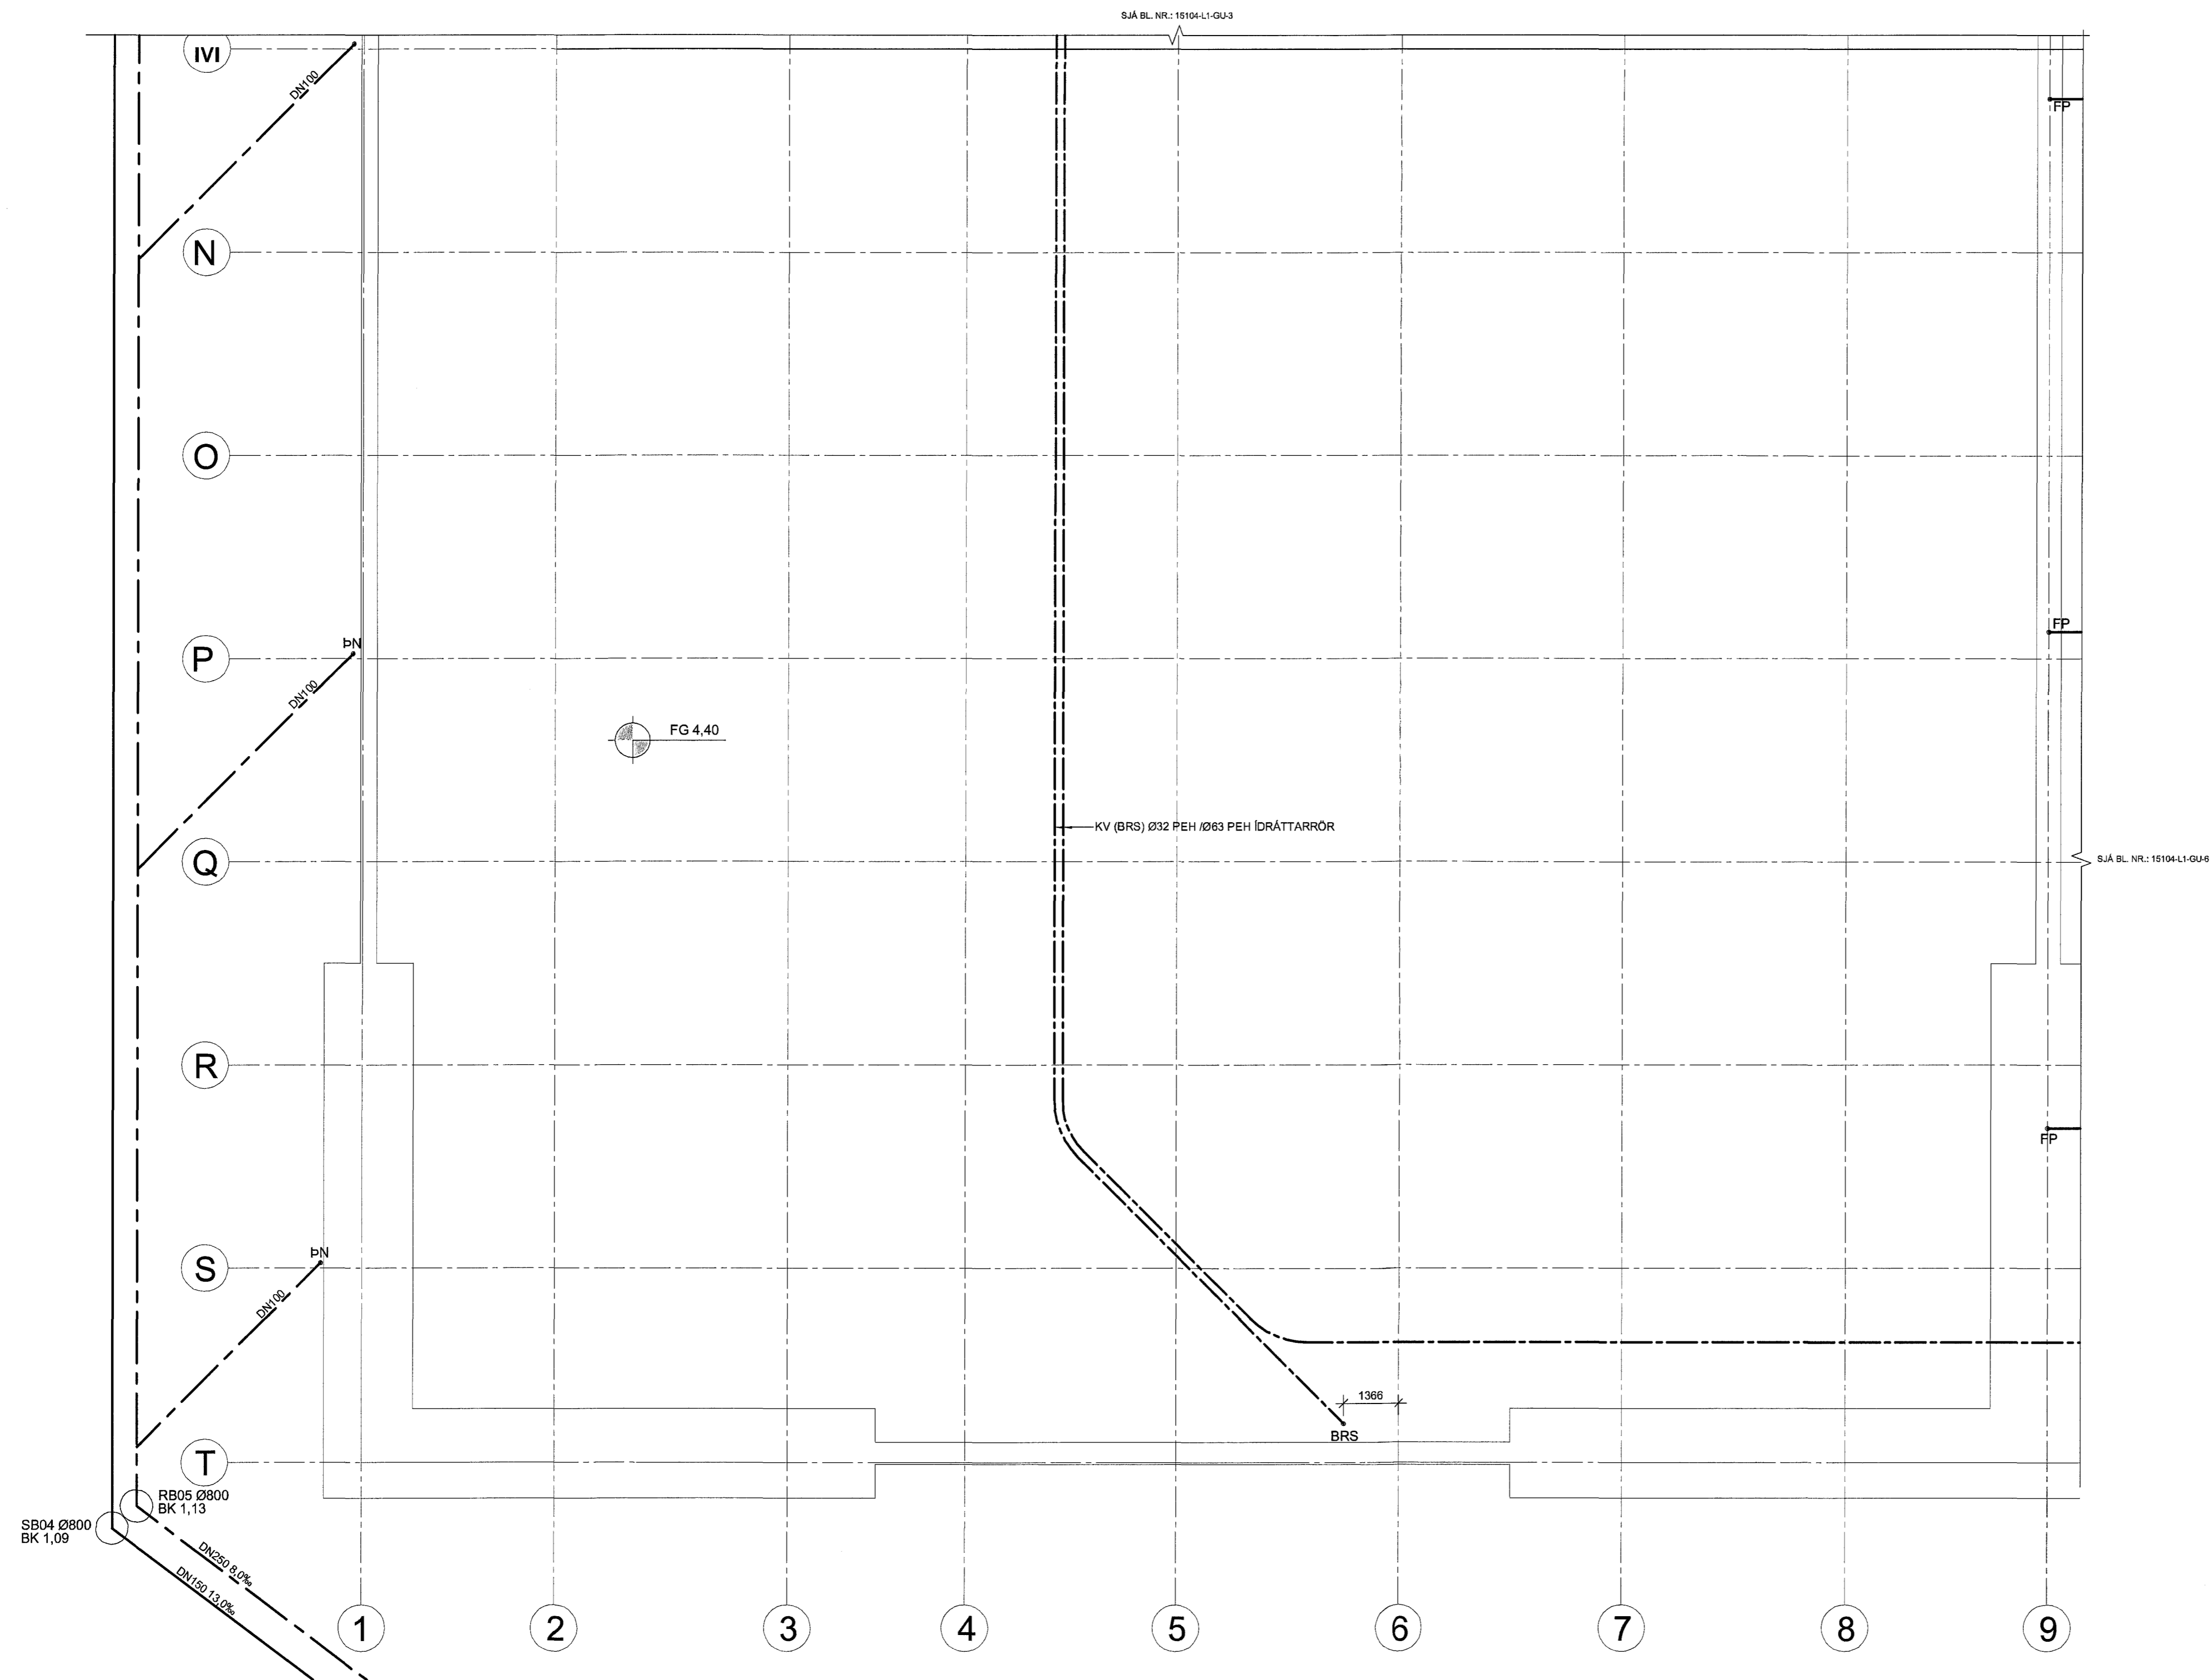 SJÁ BL. NR.: 15104-L1-GU-3
DN100
FP
N
O
ÞN
P
FP
DN100
FG 4,40
KV (BRS) Ø32 PEH /Ø63 PEH ÍDRÁTTARRÖR
Q
SJÁ BL. NR.: 15104-L1-GU-6
R
FP
ÞN
S
DN100
1366
BRS
T
RB05 Ø800
BK 1,13
SB04 Ø800
BK 1,09
DN250 8,0‰
DN150 13,0‰
1 2 3 4 5 6 7 8 9